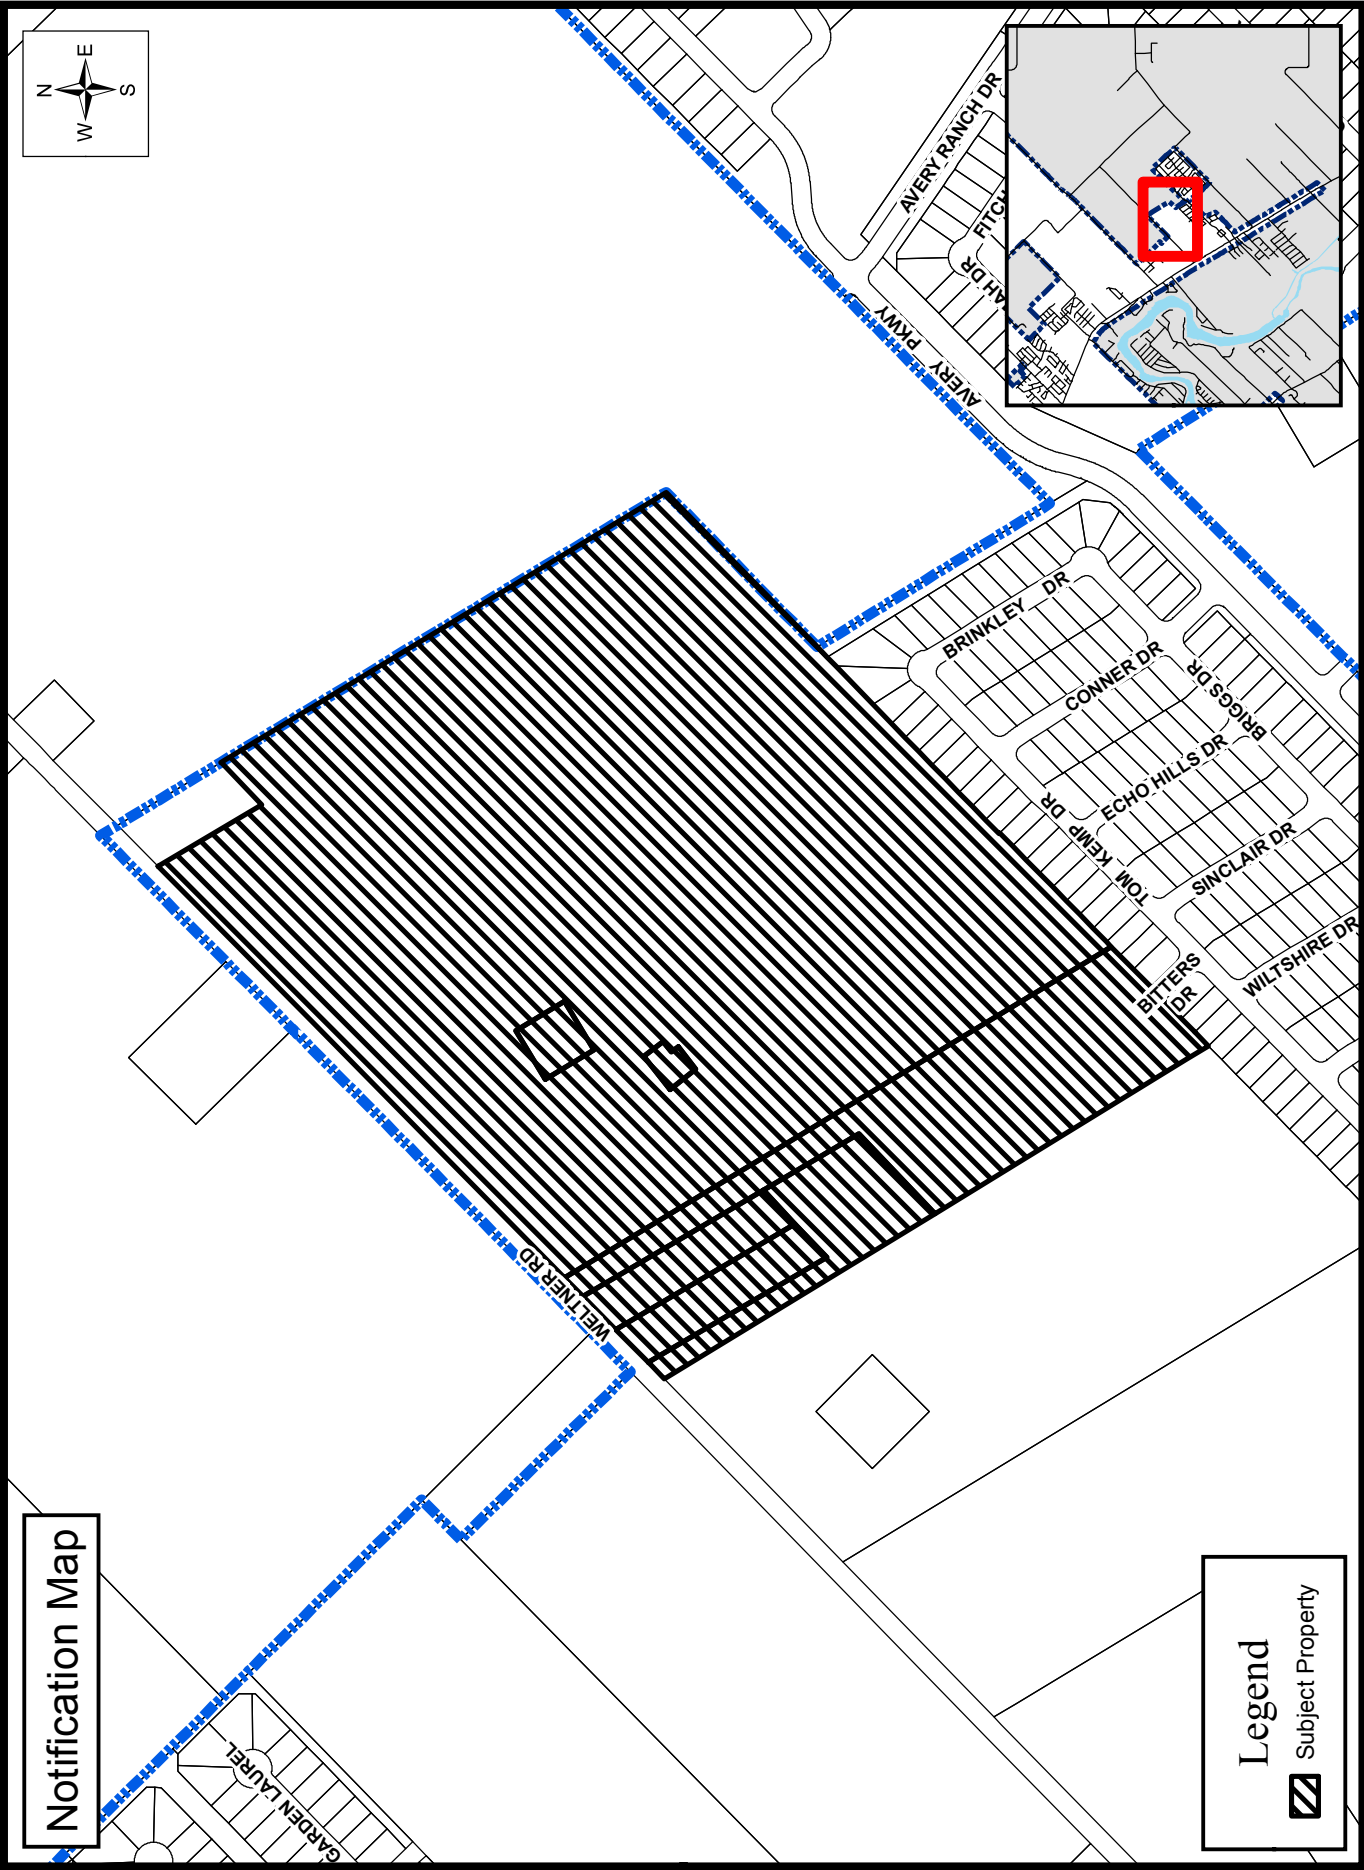 Notification Map
N
W
E
S
AVERY RANCH DR
FITCH
AH DR
AVERY PKWY
BRINKLEY DR
CONNER DR
BRIGGS DR
ECHO HILLS DR
TOM KEMP DR
SINCLAIR DR
BITTERS
DR
WILTSHIRE DR
WELTNER RD
GARDEN LAUREL
Legend
Subject Property